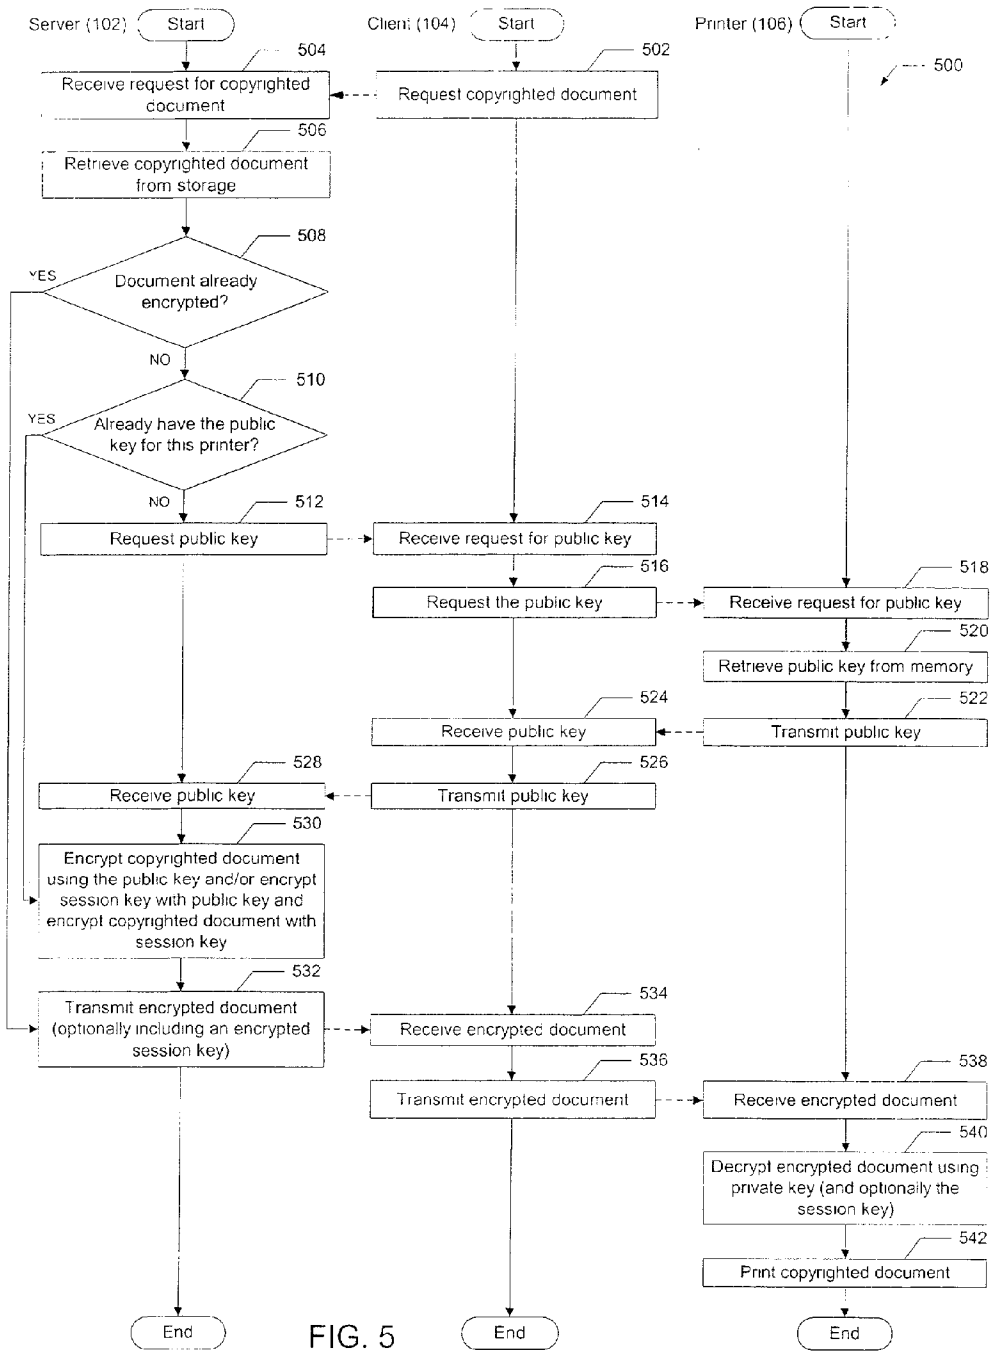 Server (102)
Start
Client (104)
Start
Printer (106)
Start
504
502
500
Receive request for copyrighted
document
Request copyrighted document
506
Retrieve copyrighted document
from storage
508
YES
Document already
encrypted?
NO
510
YES
Already have the public
key for this printer?
NO
512
514
Request public key
Receive request for public key
516
518
Request the public key
Receive request for public key
520
Retrieve public key from memory
524
522
Receive public key
Transmit public key
528
526
Receive public key
Transmit public key
530
Encrypt copyrighted document
using the public key and/or encrypt
session key with public key and
encrypt copyrighted document with
session key
532
534
Transmit encrypted document
(optionally including an encrypted
session key)
Receive encrypted document
536
538
Transmit encrypted document
Receive encrypted document
540
Decrypt encrypted document using
private key (and optionally the
session key)
542
Print copyrighted document
End
FIG. 5
End
End